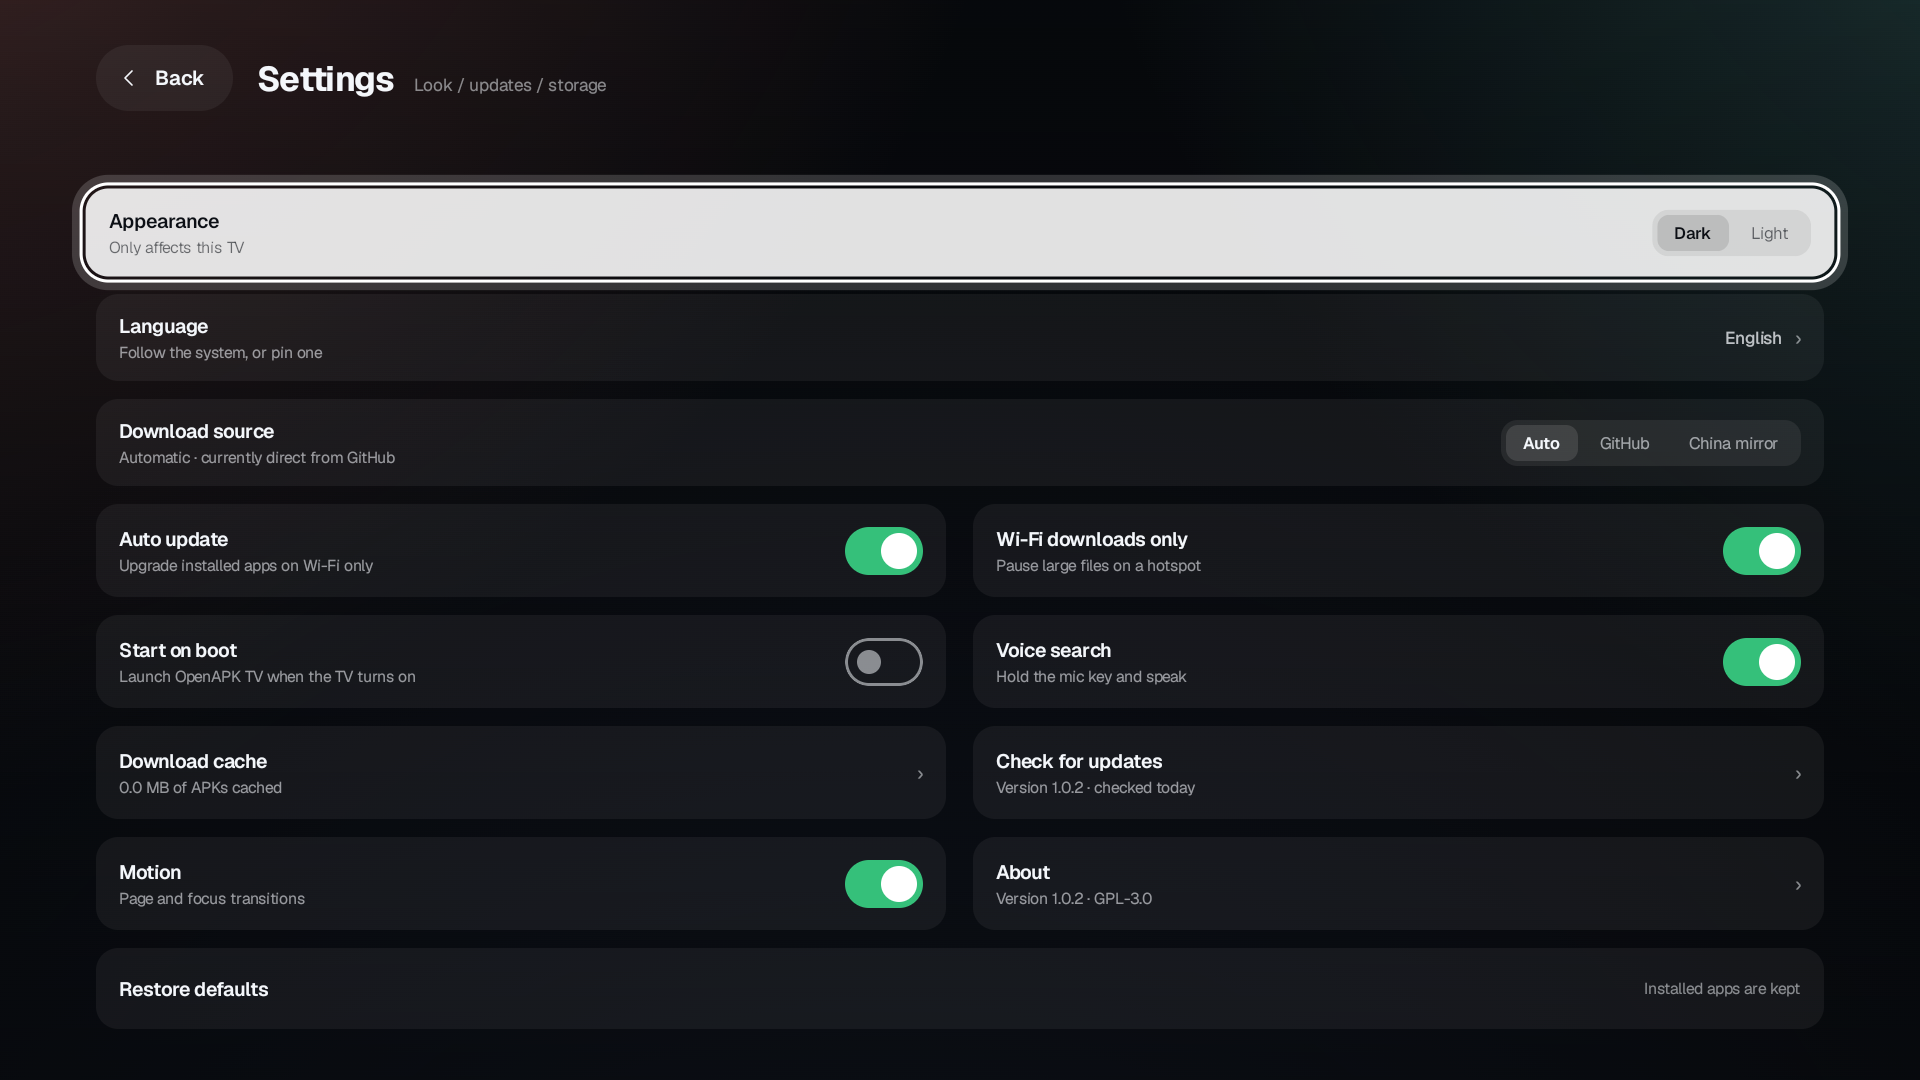 Back
Settings
Look / updates / storage
Appearance
Only affects this TV
Dark
Light
Language
Follow the system, or pin one
English
Download source
Automatic · currently direct from GitHub
Auto
GitHub
China mirror
Auto update
Upgrade installed apps on Wi-Fi only
Wi-Fi downloads only
Pause large files on a hotspot
Start on boot
Launch OpenAPK TV when the TV turns on
Voice search
Hold the mic key and speak
Download cache
0.0 MB of APKs cached
Check for updates
Version 1.0.2 · checked today
Motion
Page and focus transitions
About
Version 1.0.2 · GPL-3.0
Restore defaults
Installed apps are kept